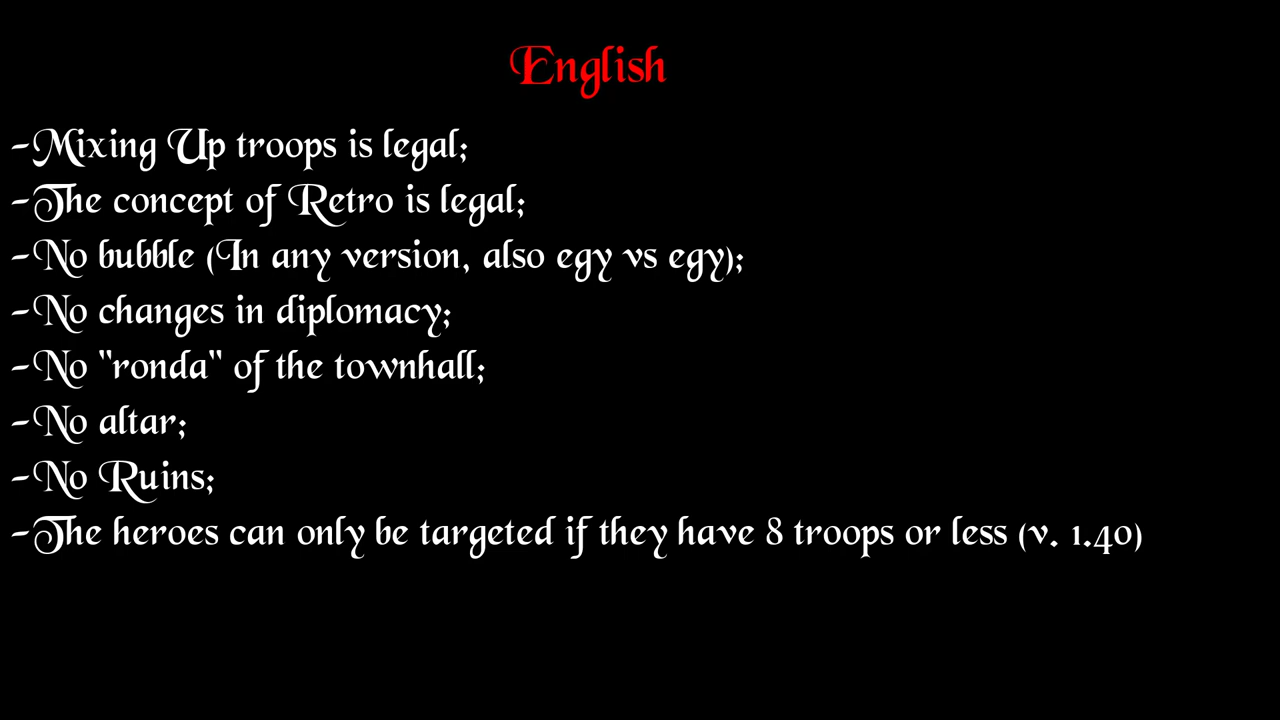 English
-Mixing Up troops is legal;
-The concept of Retro is legal;
-No bubble (In any version, also egy vs egy);
-No changes in diplomacy;
-No "ronda" of the townhall;
-No altar;
-No Ruins;
-The heroes can only be targeted if they have 8 troops or less (v. 1.40)